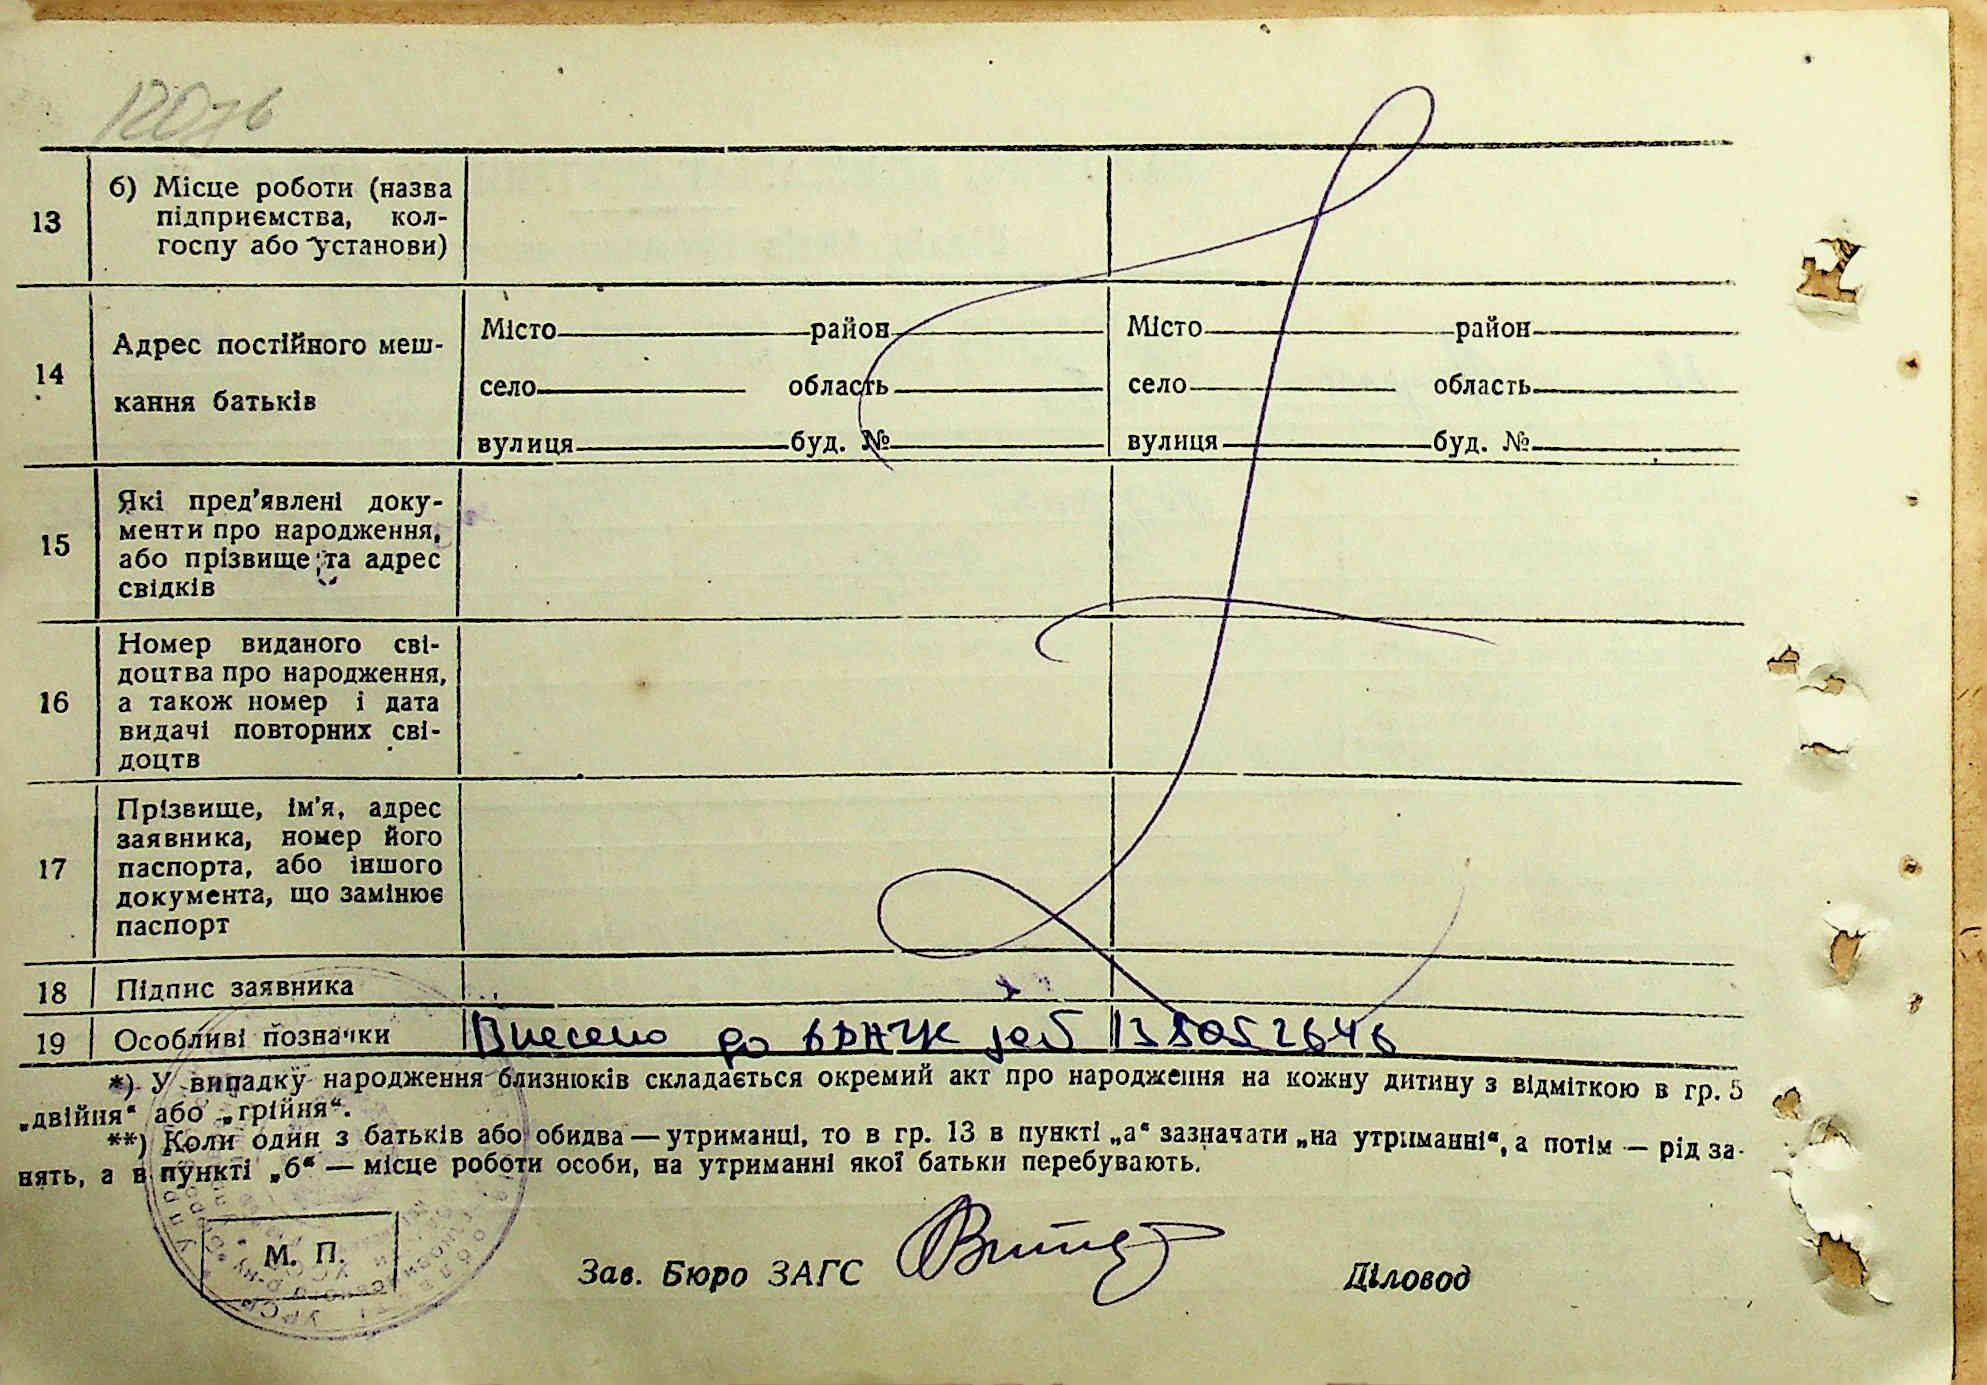 13
б) Місце роботи (назва
підприємства, кол-
госпу або установи)
14
Адрес постійного меш-
кання батьків
Місто район Місто район
село область село область
вулиця буд. № вулиця буд. №
15
Які пред'явлені доку-
менти про народження,
або прізвище та адрес
свідків
16
Номер виданого сві-
доцтва про народження,
а також номер і дата
видачі повторних сві-
доцтв
17
Прізвище, ім'я, адрес
заявника, номер його
паспорта, або іншого
документа, що замінює
паспорт
18 Підпис заявника
19 Особливі позначки Внесено до
*) У випадку народження близнюків складається окремий акт про народження на кожну дитину з відміткою в гр. 5
„двійня“ або „трійня“.
**) Коли один з батьків або обидва — утриманці, то в гр. 13 в пункті „а“ зазначати „на утриманні“, а потім — рід за-
нять, а в пункті „б“ — місце роботи особи, на утриманні якої батьки перебувають.
М. П.
Зав. Бюро ЗАГС Діловод